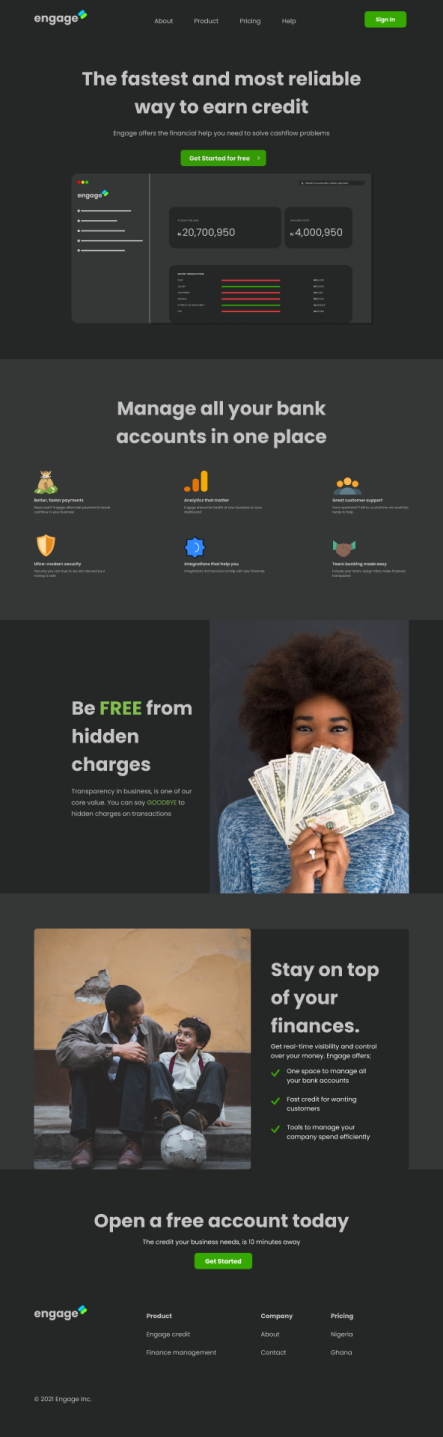 engage
About
Product
Pricing
Help
Sign In
The fastest and most reliable
way to earn credit
Engage offers the financial help you need to solve cashflow problems
Get Started for free
engage
20,700,950
4,000,950
Manage all your bank
accounts in one place
Better, faster payments
Analytics that matter
Great customer support
Ultra-modern security
Integrations that help you
Team banking made easy
Be FREE from
hidden
charges
Transparency in business, is one of our
core value. You can say GOODBYE to
hidden charges on transactions
Stay on top
of your
finances.
Get real-time visibility and control
over your money. Engage offers;
One space to manage all
your bank accounts
Fast credit for wanting
customers
Tools to manage your
company spend efficiently
Open a free account today
The credit your business needs, is 10 minutes away
Get Started
engage
Product
Company
Pricing
Engage credit
About
Nigeria
Finance management
Contact
Ghana
© 2021 Engage Inc.